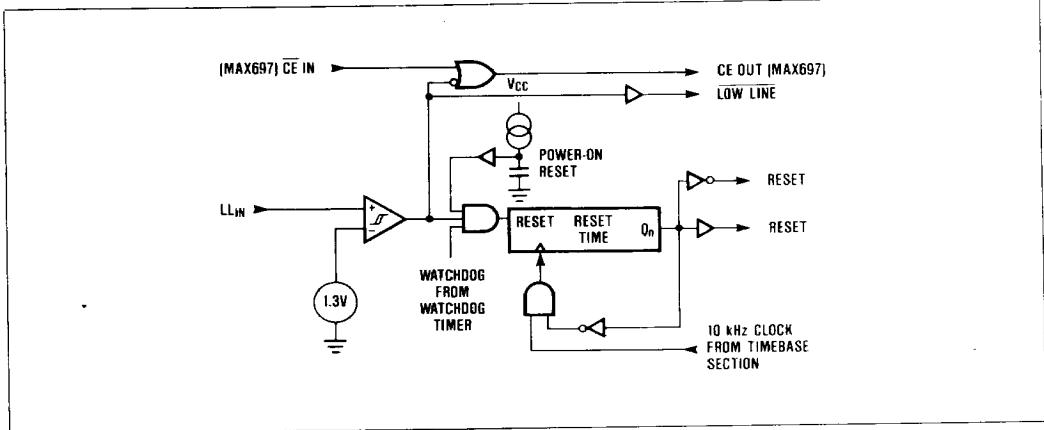 (MAX697) CE IN
CE OUT (MAX697)
VCC
LOW LINE
POWER-ON
RESET
RESET
LLIN
+
−
RESET RESET
TIME
Qn
RESET
1.3V
WATCHDOG
FROM
WATCHDOG
TIMER
10 kHz CLOCK
FROM TIMEBASE
SECTION